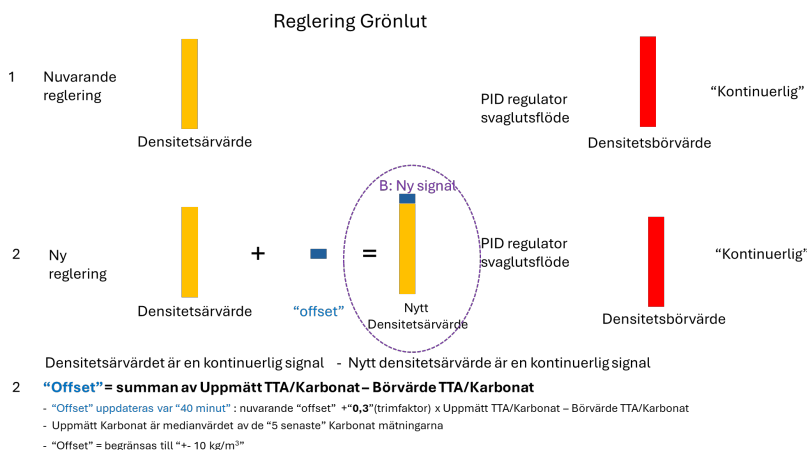 Reglering Grönlut
1
Nuvarande
reglering
Densitetsärvärde
PID regulator
svaglutsflöde
Densitetsbörvärde
“Kontinuerlig”
B: Ny signal
2
Ny
reglering
Densitetsärvärde
+
“offset”
=
Nytt
Densitetsärvärde
PID regulator
svaglutsflöde
Densitetsbörvärde
“Kontinuerlig”
Densitetsärvärdet är en kontinuerlig signal - Nytt densitetsärvärde är en kontinuerlig signal
2 “Offset” = summan av Uppmätt TTA/Karbonat – Börvärde TTA/Karbonat
- “Offset” uppdateras var “40 minut” : nuvarande “offset” +“0,3”(trimfaktor) x Uppmätt TTA/Karbonat – Börvärde TTA/Karbonat
- Uppmätt Karbonat är medianvärdet av de “5 senaste” Karbonat mätningarna
- “Offset” = begränsas till “+- 10 kg/m³”